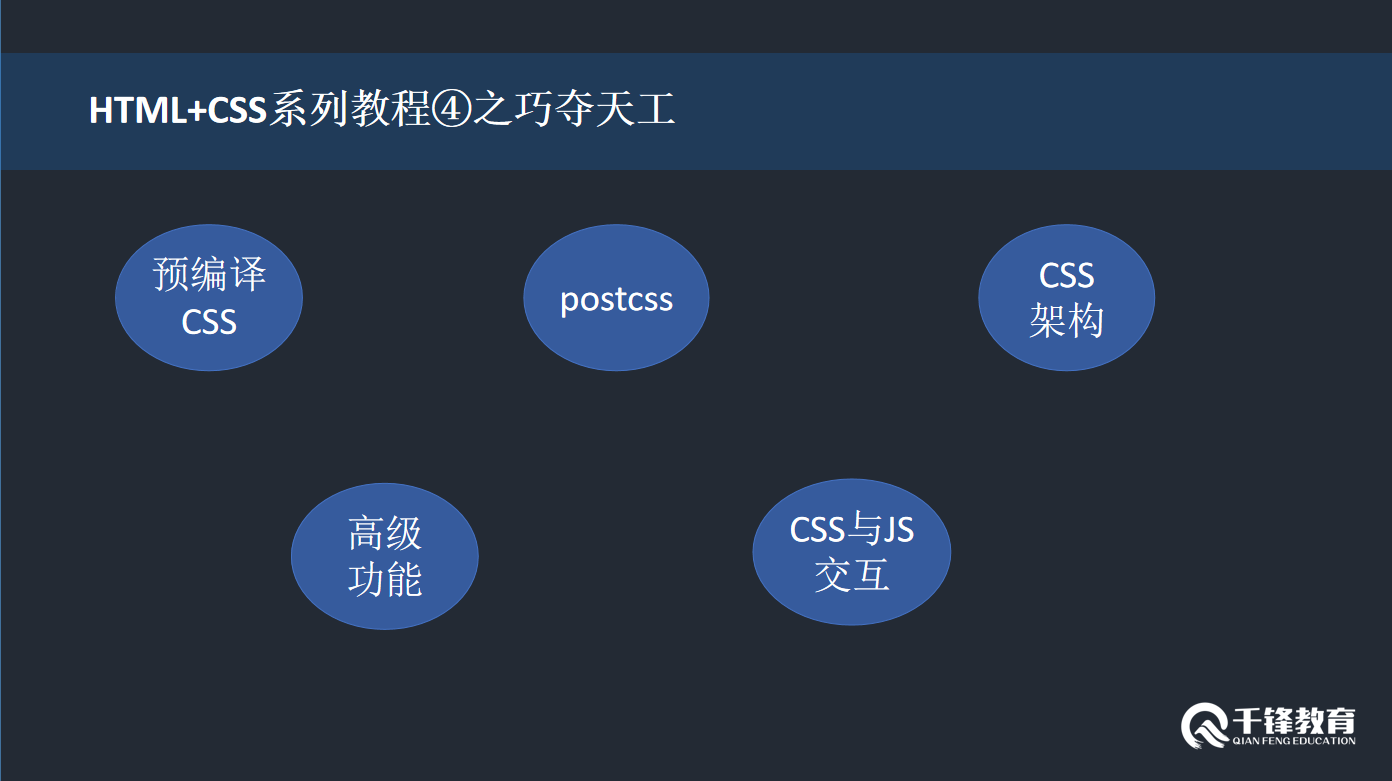 HTML+CSS系列教程④之巧夺天工
预编译
CSS
postcss
CSS
架构
高级
功能
CSS与JS
交互
千锋教育
QIAN FENG EDUCATION